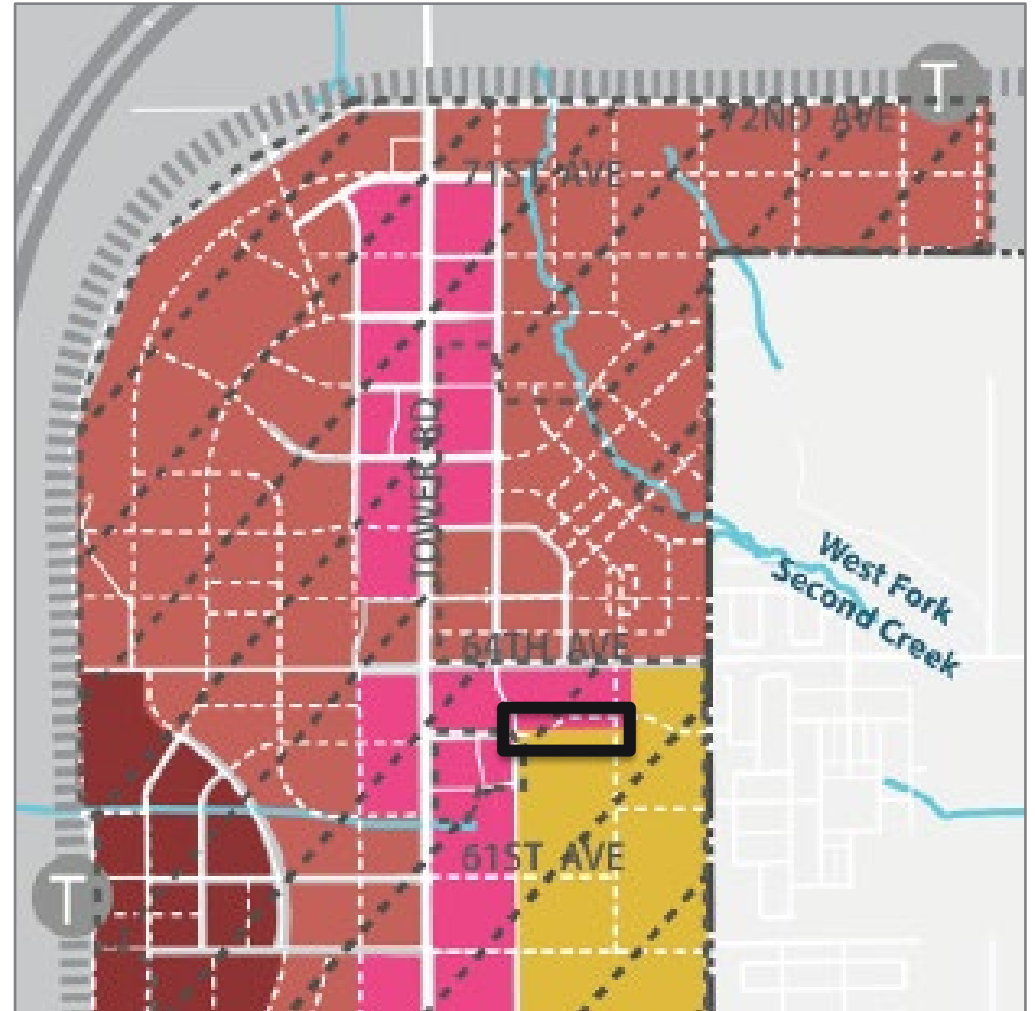 T
72ND AVE
71ST AVE
TOWER RD
West Fork
Second Creek
64TH AVE
61ST AVE
T